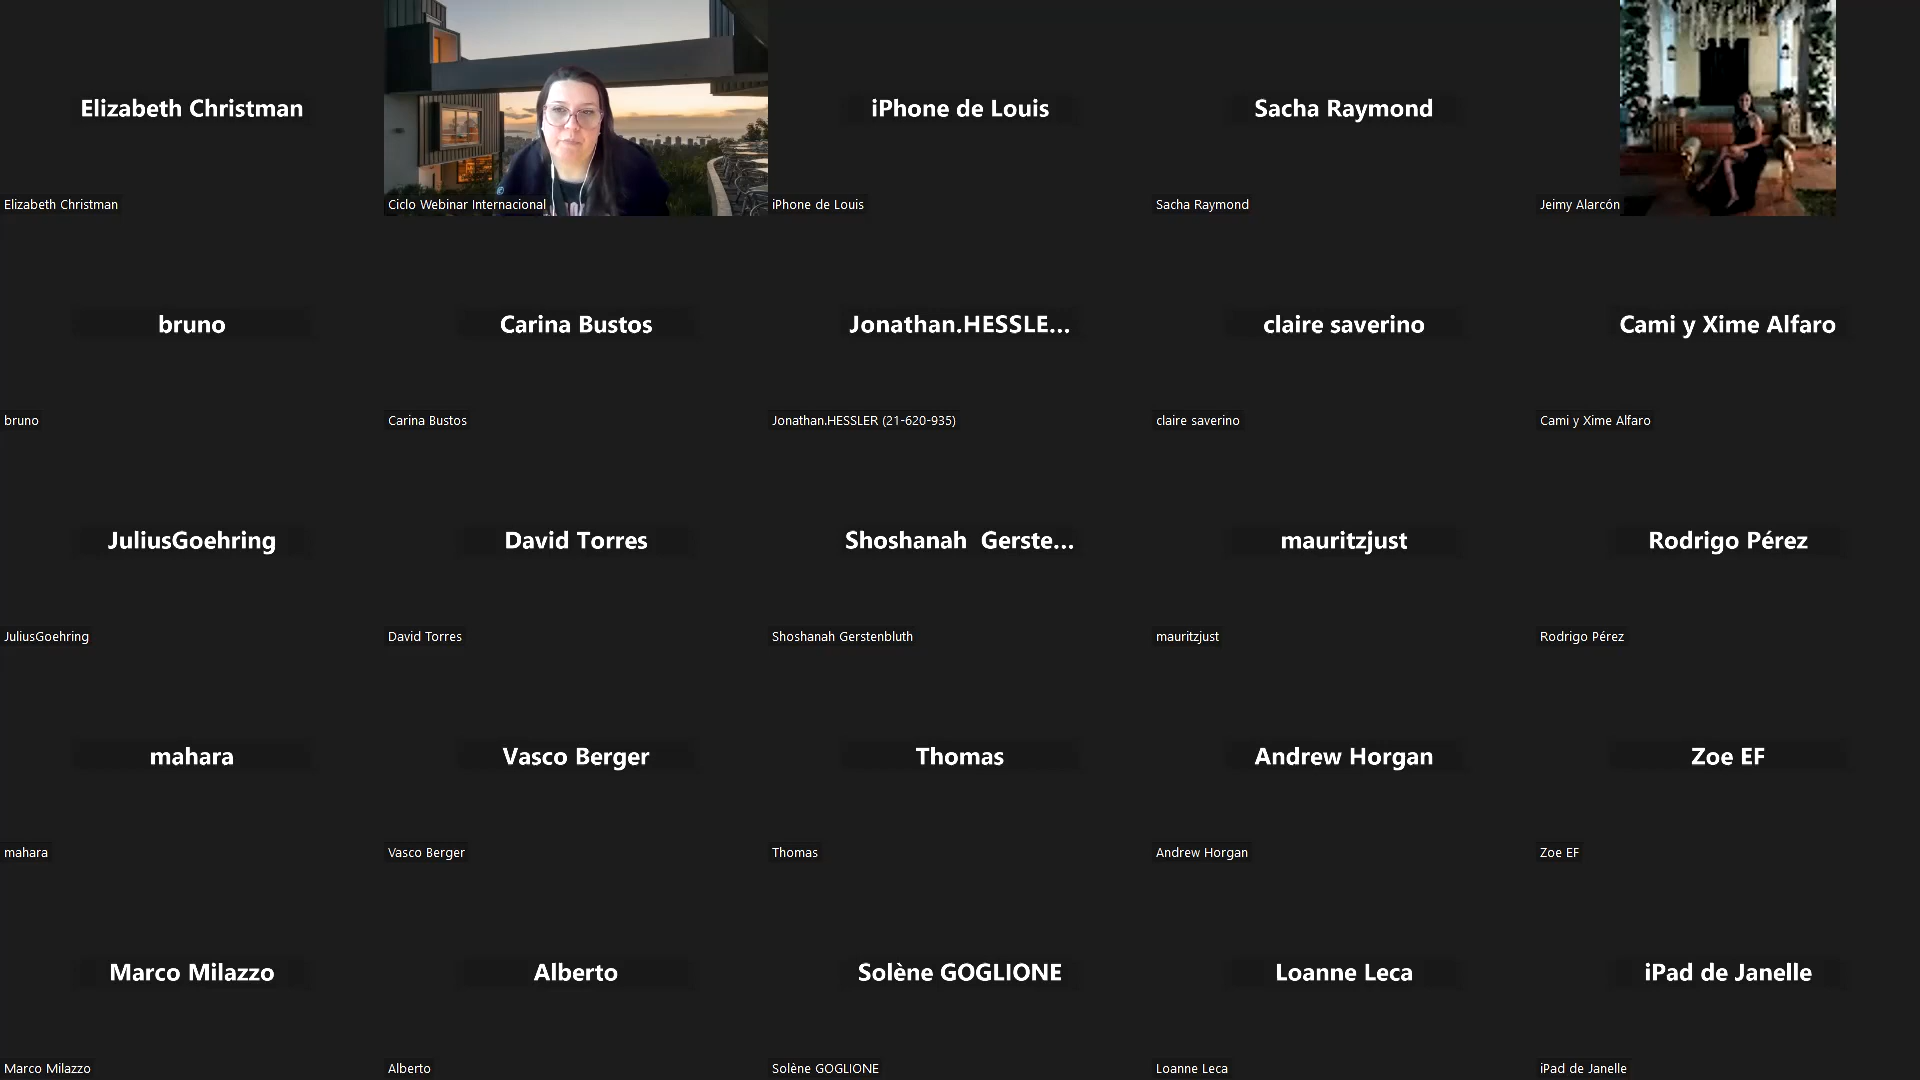 Elizabeth Christman
iPhone de Louis
Sacha Raymond
Elizabeth Christman
Ciclo Webinar Internacional
iPhone de Louis
Sacha Raymond
Jeimy Alarcón
bruno
Carina Bustos
Jonathan.HESSLE...
claire saverino
Cami y Xime Alfaro
bruno
Carina Bustos
Jonathan.HESSLER (21-620-935)
claire saverino
Cami y Xime Alfaro
JuliusGoehring
David Torres
Shoshanah Gerste...
mauritzjust
Rodrigo Pérez
JuliusGoehring
David Torres
Shoshanah Gerstenbluth
mauritzjust
Rodrigo Pérez
mahara
Vasco Berger
Thomas
Andrew Horgan
Zoe EF
mahara
Vasco Berger
Thomas
Andrew Horgan
Zoe EF
Marco Milazzo
Alberto
Solène GOGLIONE
Loanne Leca
iPad de Janelle
Marco Milazzo
Alberto
Solène GOGLIONE
Loanne Leca
iPad de Janelle